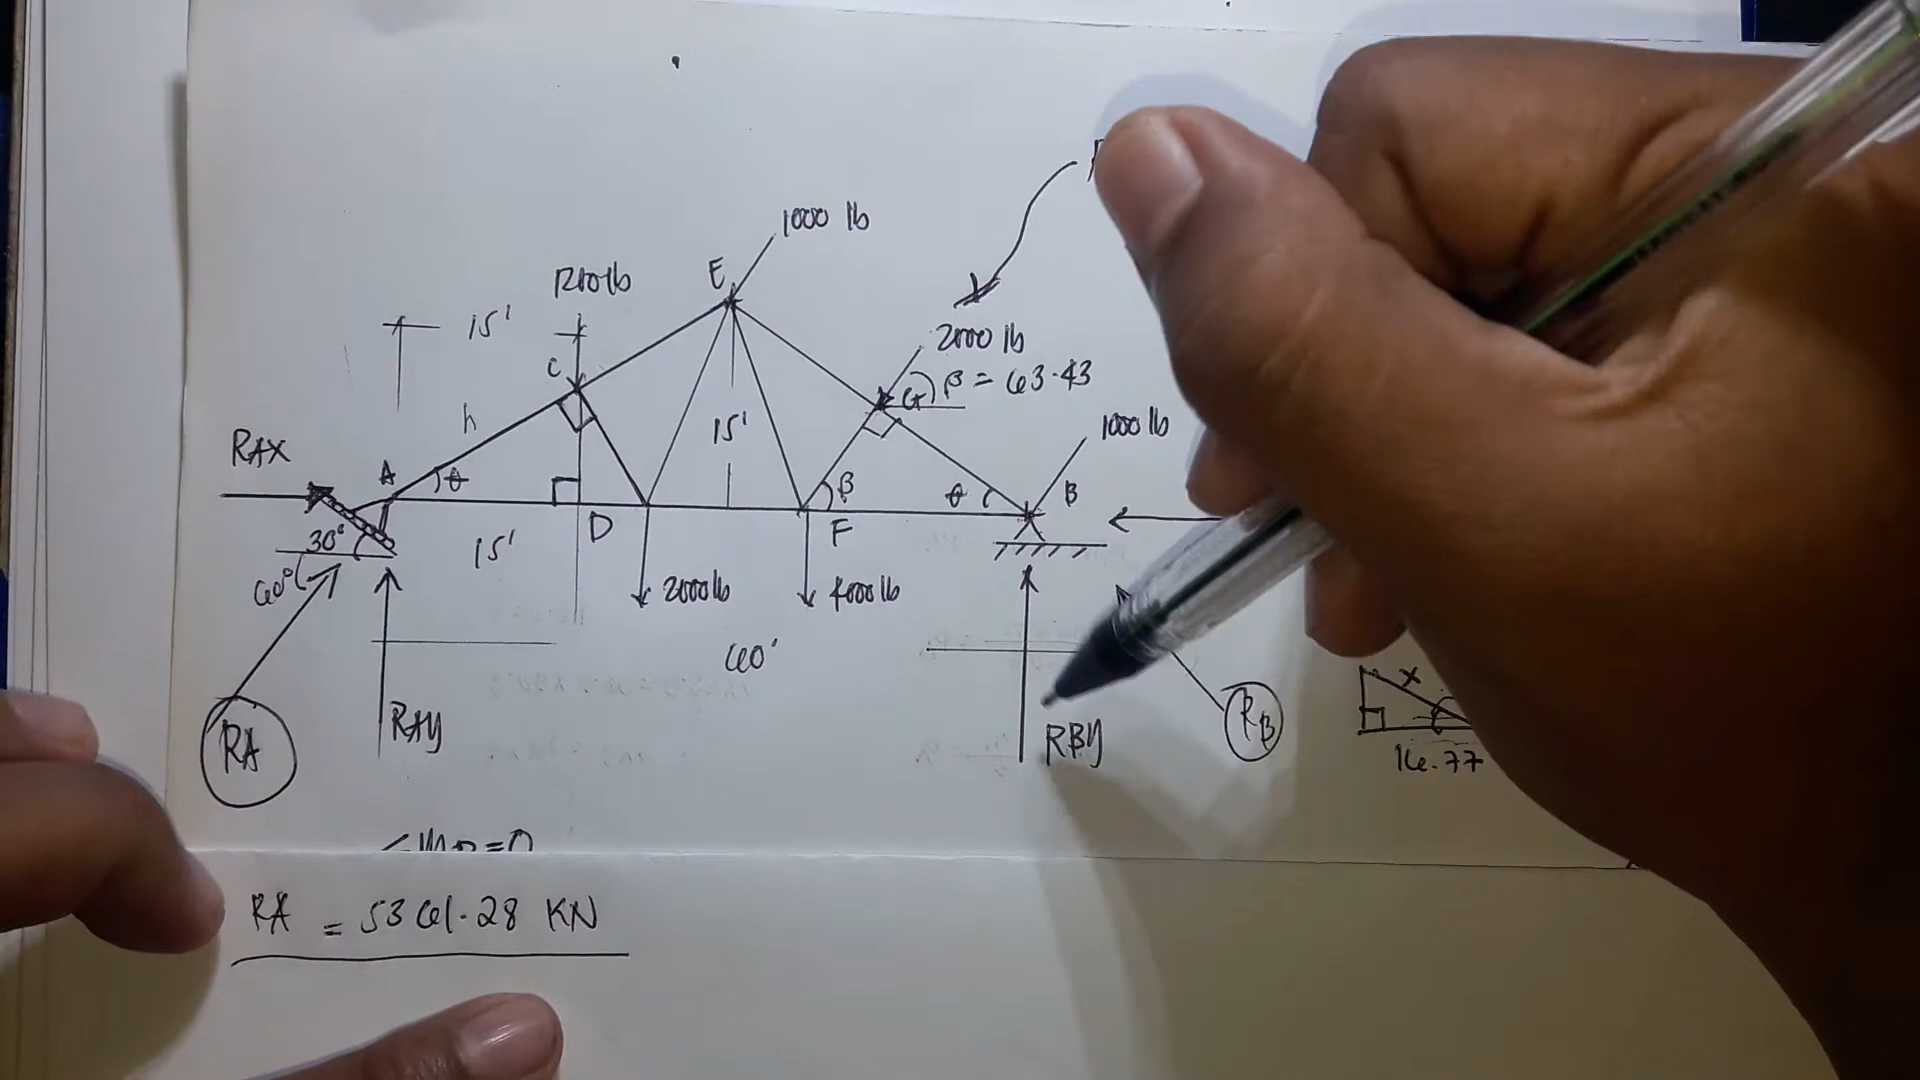 1000 lb
E
1200 lb
15'
2000 lb
C
β = 63.43
h
15'
1000 lb
RAX
A
θ
β
θ
B
30°
15'
D
F
60°
2000 lb
4000 lb
60'
x
RA
RAY
RBY
RB
16.77
RA = 5361.28 KN